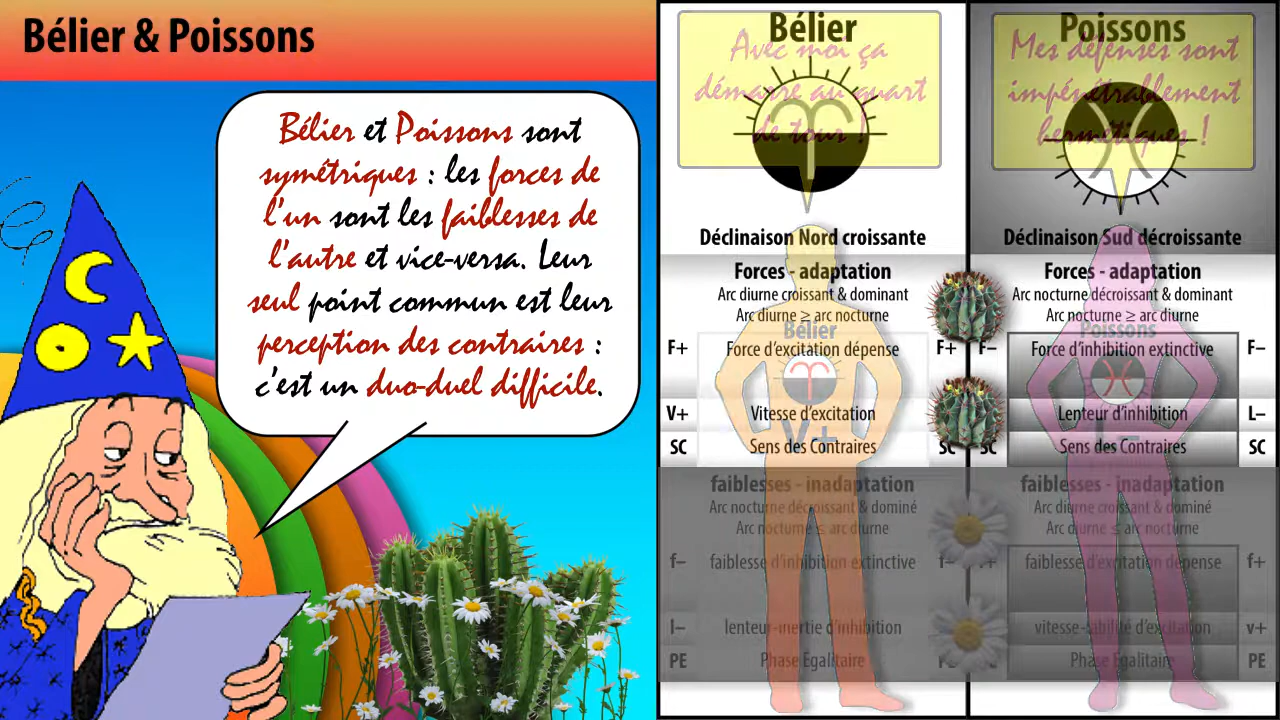 Bélier & Poissons
Bélier et Poissons sont
symétriques : les forces de
l'un sont les faiblesses de
l'autre et vice-versa. Leur
seul point commun est leur
perception des contraires :
c'est un duo-duel difficile.
Bélier
Avec moi ça
démarre au quart
de tour !
Déclinaison Nord croissante
Forces - adaptation
Arc diurne croissant & dominant
Arc diurne ≥ arc nocturne
Bélier
F+ Force d'excitation dépense F+
V+ Vitesse d'excitation
V+
SC Sens des Contraires SC
faiblesses - inadaptation
Arc nocturne décroissant & dominé
Arc nocturne ≤ arc diurne
f– faiblesse d'inhibition extinctive f–
l– lenteur-inertie d'inhibition
PE Phase Egalitaire
Poissons
Mes défenses sont
impénétrablement
hermétiques !
Déclinaison Sud décroissante
Forces - adaptation
Arc nocturne décroissant & dominant
Arc nocturne ≥ arc diurne
Poissons
F– Force d'inhibition extinctive F–
Lenteur d'inhibition L–
L–
SC Sens des Contraires SC
faiblesses - inadaptation
Arc diurne croissant & dominé
Arc diurne ≤ arc nocturne
faiblesse d'excitation dépense f+
vitesse-labilité d'excitation v+
Phase Egalitaire PE